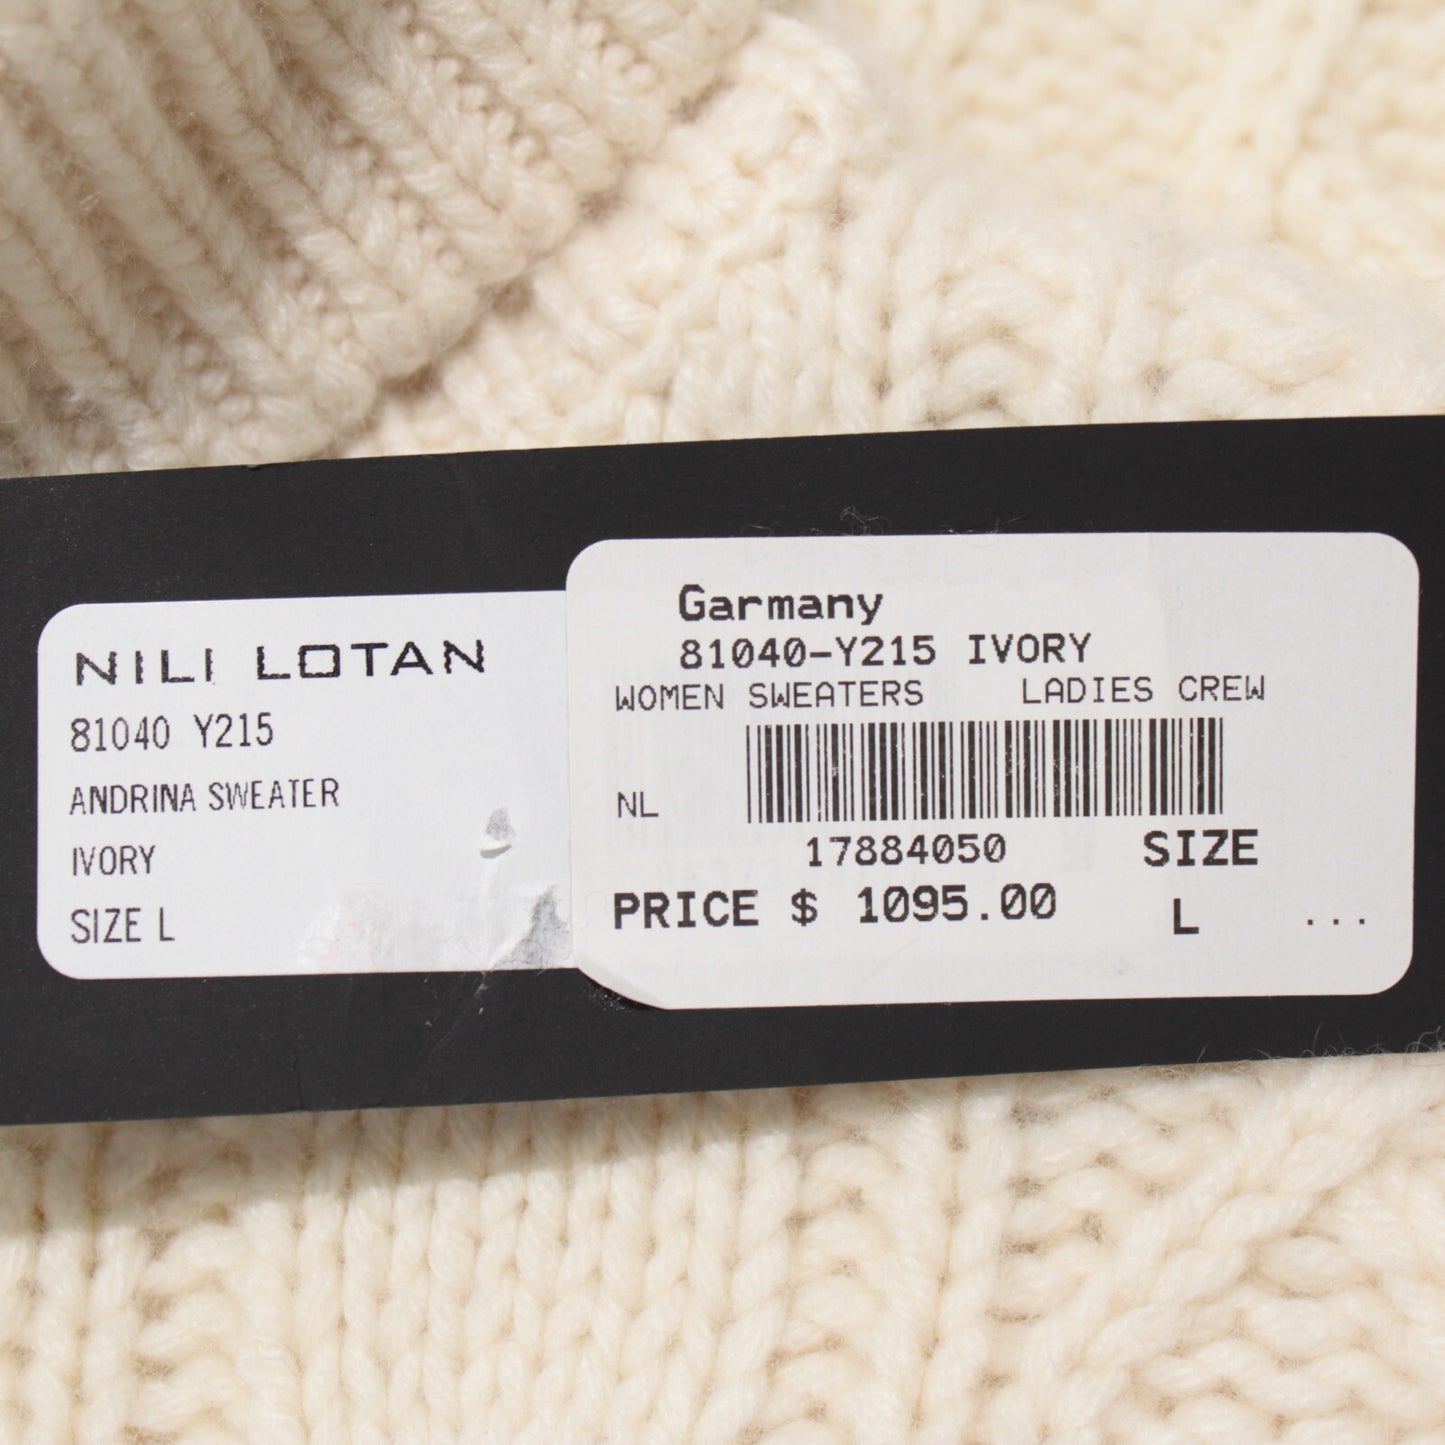 NILI LOTAN
81040 Y215
ANDRINA SWEATER
IVORY
SIZE L
Garmany
81040-Y215 IVORY
WOMEN SWEATERS LADIES CREW
NL
17884050 SIZE
PRICE $ 1095.00 L ...